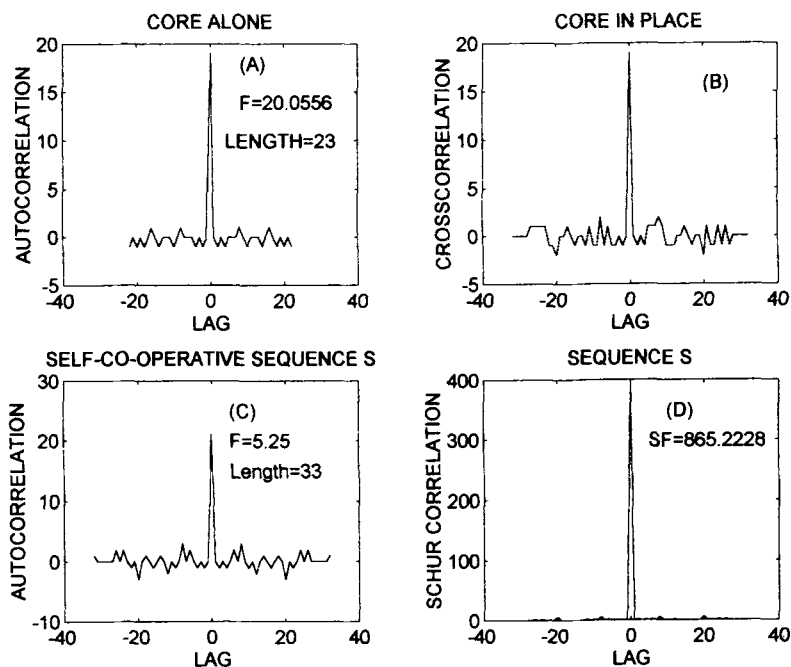 CORE ALONE
20
15
10
5
0
-5
AUTOCORRELATION
(A)
F=20.0556
LENGTH=23
-40
-20
0
20
40
LAG
CORE IN PLACE
20
15
10
5
0
-5
CROSSCORRELATION
(B)
-40
-20
0
20
40
LAG
SELF-CO-OPERATIVE SEQUENCE S
30
20
10
0
-10
AUTOCORRELATION
(C)
F=5.25
Length=33
-40
-20
0
20
40
LAG
SEQUENCE S
400
300
200
100
0
SCHUR CORRELATION
(D)
SF=865.2228
-40
-20
0
20
40
LAG